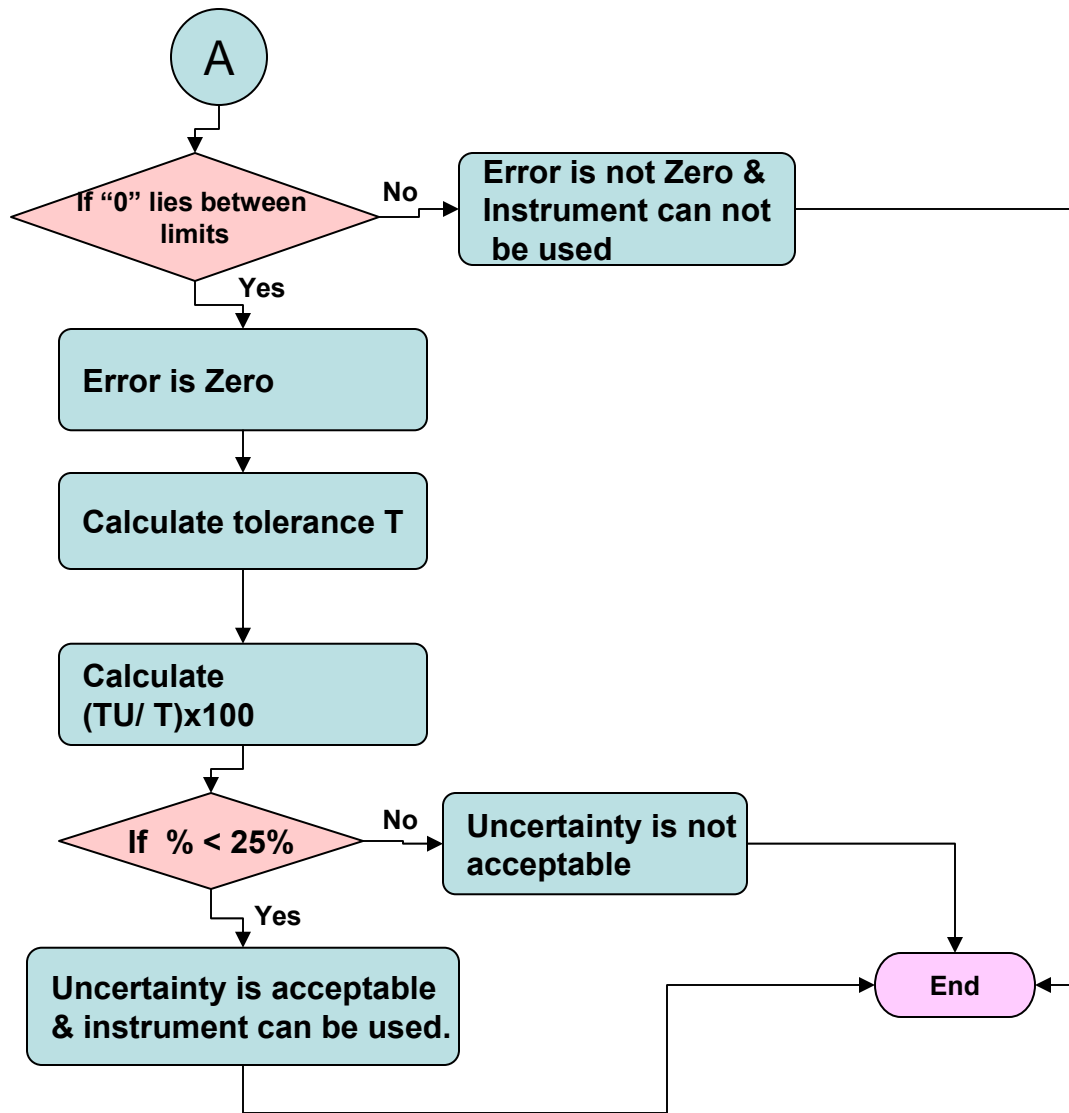 A
If “0” lies between
limits
No
Error is not Zero &
Instrument can not
be used
Yes
Error is Zero
Calculate tolerance T
Calculate
(TU/ T)x100
If % < 25%
No
Uncertainty is not
acceptable
Yes
Uncertainty is acceptable
& instrument can be used.
End